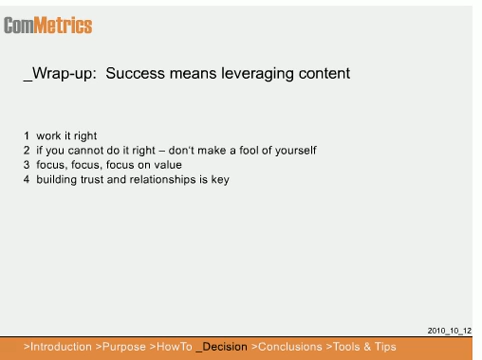 ComMetrics
_Wrap-up: Success means leveraging content
1 work it right
2 if you cannot do it right – don't make a fool of yourself
3 focus, focus, focus on value
4 building trust and relationships is key
2010_10_12
>Introduction >Purpose >HowTo _Decision >Conclusions >Tools & Tips